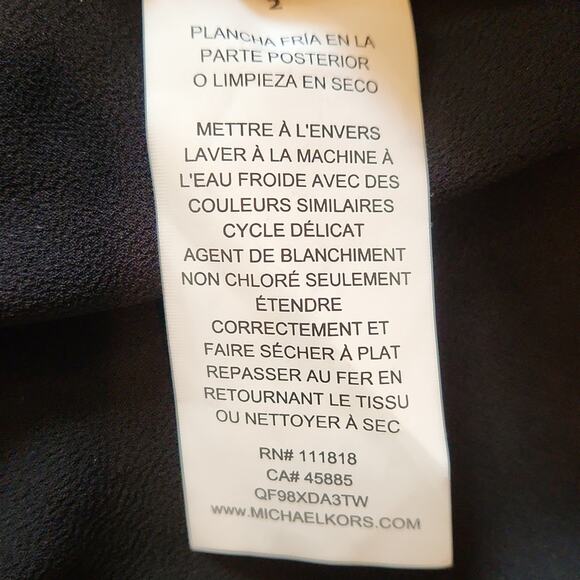 2
PLANCHA FRÍA EN LA
PARTE POSTERIOR
O LIMPIEZA EN SECO
METTRE À L'ENVERS
LAVER À LA MACHINE À
L'EAU FROIDE AVEC DES
COULEURS SIMILAIRES
CYCLE DÉLICAT
AGENT DE BLANCHIMENT
NON CHLORÉ SEULEMENT
ÉTENDRE
CORRECTEMENT ET
FAIRE SÉCHER À PLAT
REPASSER AU FER EN
RETOURNANT LE TISSU
OU NETTOYER À SEC
RN# 111818
CA# 45885
QF98XDA3TW
www.MICHAELKORS.COM